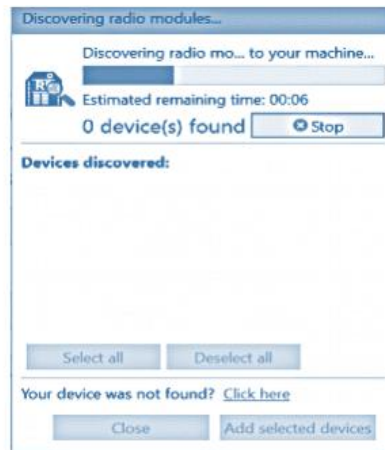 Discovering radio modules...
Discovering radio mo... to your machine...
Estimated remaining time: 00:06
0 device(s) found Stop
Devices discovered:
Select all Deselect all
Your device was not found? Click here
Close Add selected devices